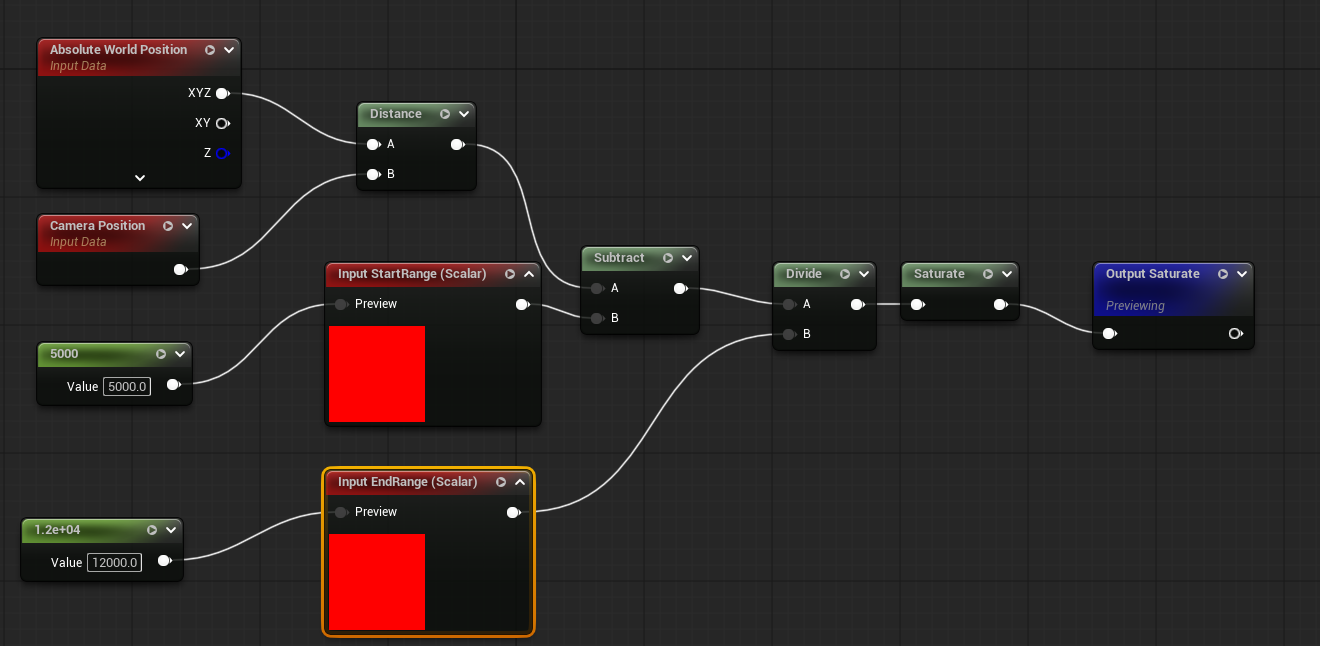 Absolute World Position
Input Data
XYZ
XY
Z
Camera Position
Input Data
5000
Value 5000.0
1.2e+04
Value 12000.0
Distance
A
B
Input StartRange (Scalar)
Preview
Input EndRange (Scalar)
Preview
Subtract
A
B
Divide
A
B
Saturate
Output Saturate
Previewing